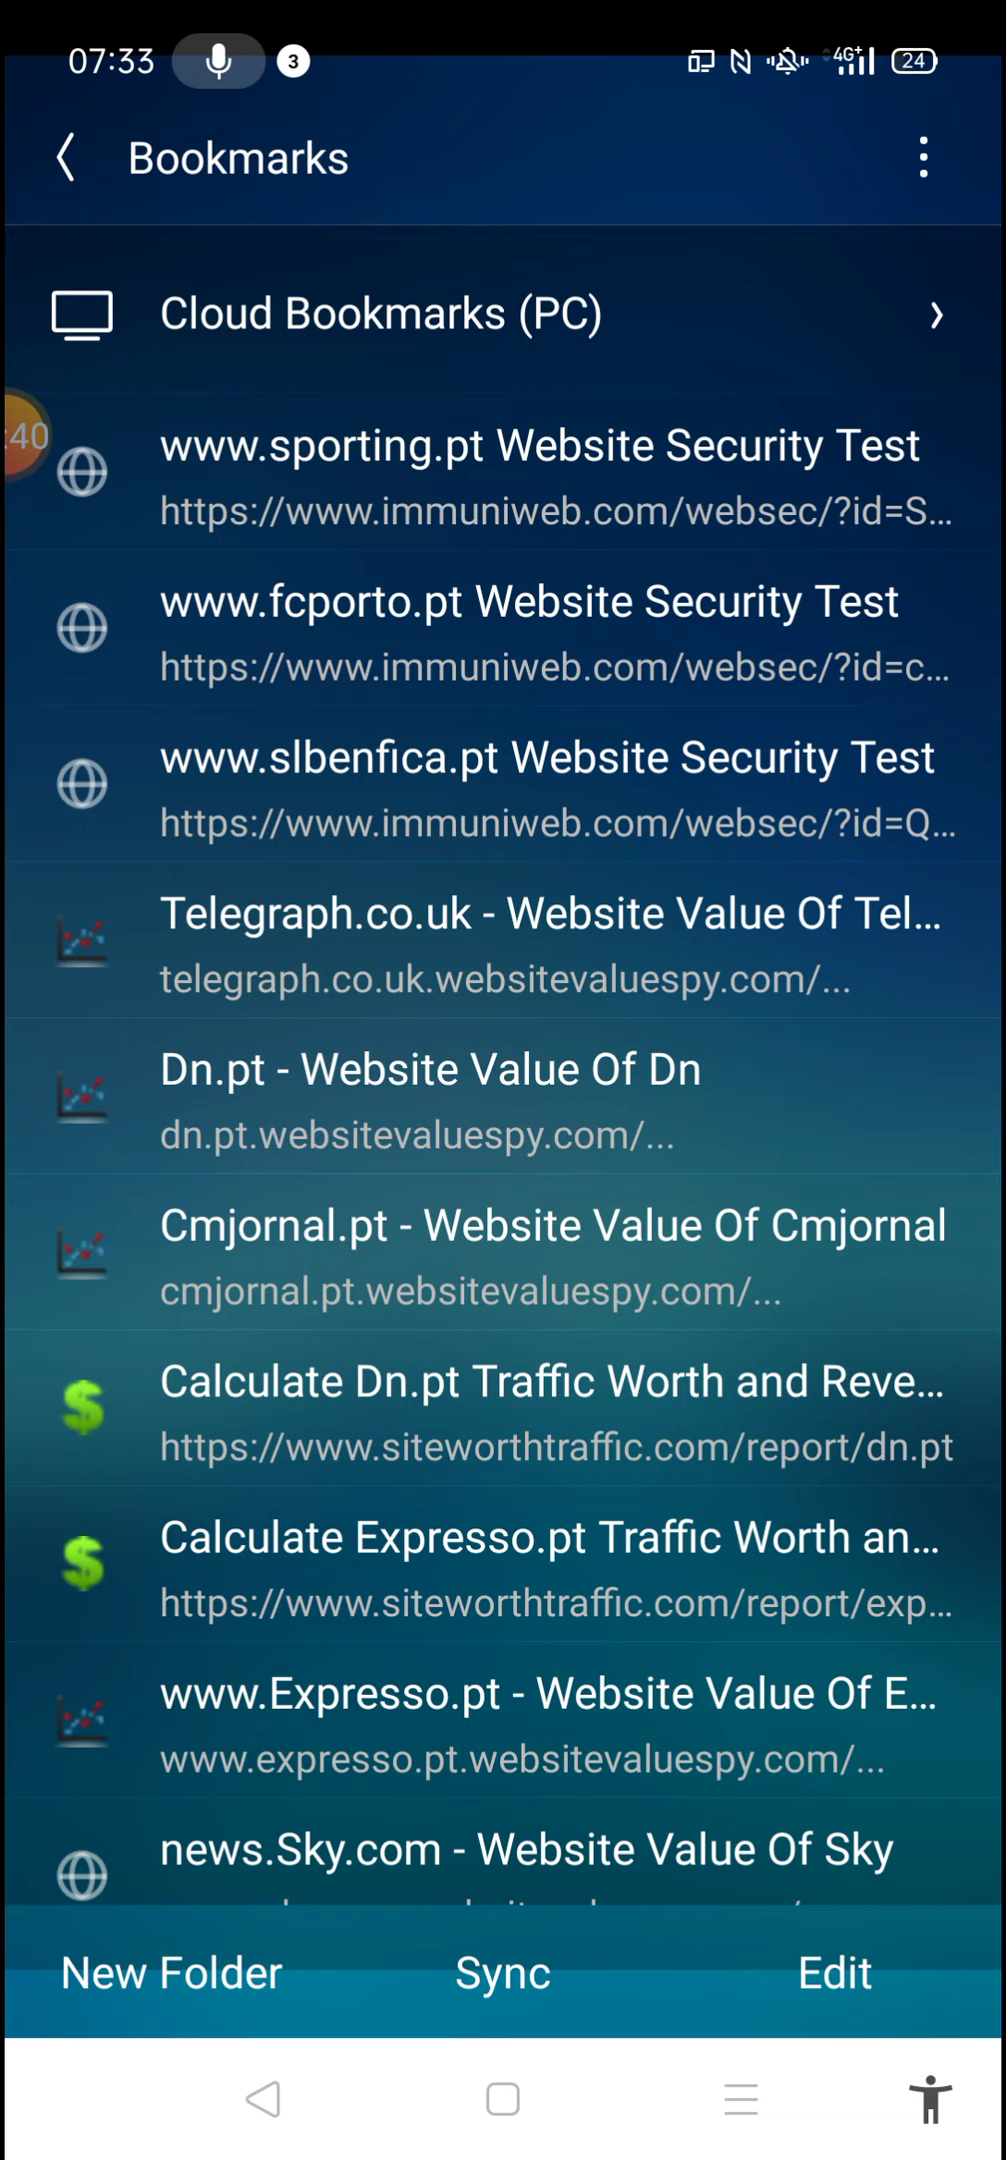 07:33
3
4G+
24
Bookmarks
Cloud Bookmarks (PC)
:40
www.sporting.pt Website Security Test
https://www.immuniweb.com/websec/?id=S...
www.fcporto.pt Website Security Test
https://www.immuniweb.com/websec/?id=c...
www.slbenfica.pt Website Security Test
https://www.immuniweb.com/websec/?id=Q...
Telegraph.co.uk - Website Value Of Tel...
telegraph.co.uk.websitevaluespy.com/...
Dn.pt - Website Value Of Dn
dn.pt.websitevaluespy.com/...
Cmjornal.pt - Website Value Of Cmjornal
cmjornal.pt.websitevaluespy.com/...
Calculate Dn.pt Traffic Worth and Reve...
https://www.siteworthtraffic.com/report/dn.pt
Calculate Expresso.pt Traffic Worth an...
https://www.siteworthtraffic.com/report/exp...
www.Expresso.pt - Website Value Of E...
www.expresso.pt.websitevaluespy.com/...
news.Sky.com - Website Value Of Sky
New Folder
Sync
Edit